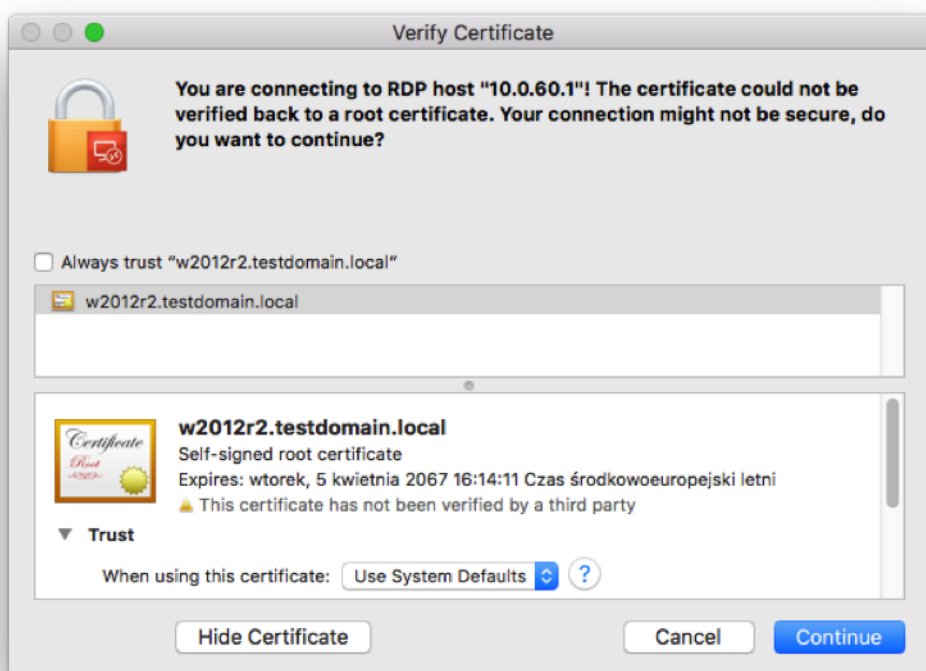 Verify Certificate
You are connecting to RDP host "10.0.60.1"! The certificate could not be
verified back to a root certificate. Your connection might not be secure, do
you want to continue?
Always trust “w2012r2.testdomain.local”
w2012r2.testdomain.local
Certificate
Root
w2012r2.testdomain.local
Self-signed root certificate
Expires: wtorek, 5 kwietnia 2067 16:14:11 Czas środkowoeuropejski letni
This certificate has not been verified by a third party
Trust
When using this certificate: Use System Defaults ?
Hide Certificate Cancel Continue